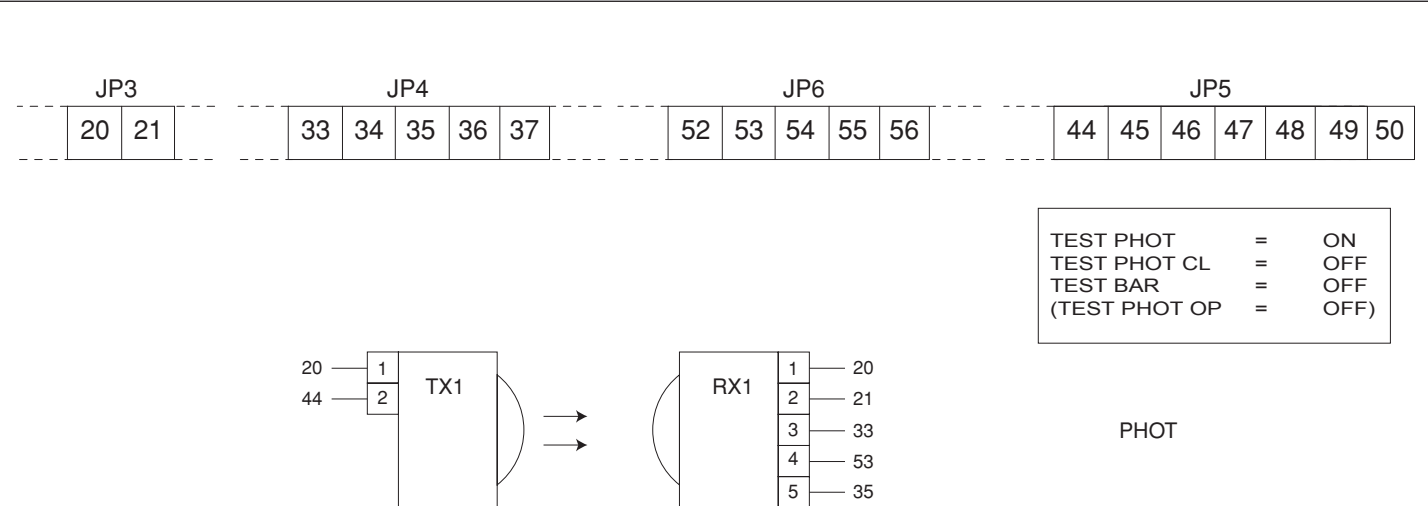 JP3 JP4 JP6 JP5
20 21 33 34 35 36 37 52 53 54 55 56 44 45 46 47 48 49 50
TEST PHOT = ON
TEST PHOT CL = OFF
TEST BAR = OFF
(TEST PHOT OP = OFF)
20 1 TX1 RX1 1 20
44 2 2 21
3 33 PHOT
4 53
5 35